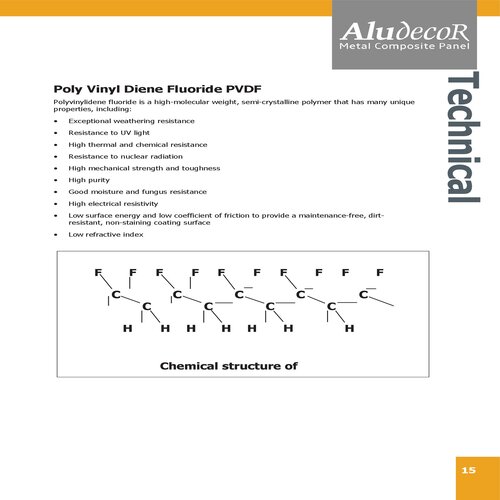 ALUDECOR
Metal Composite Panel
Technical
Poly Vinyl Diene Fluoride PVDF
Polyvinylidene fluoride is a high-molecular weight, semi-crystalline polymer that has many unique
properties, including:
• Exceptional weathering resistance
• Resistance to UV light
• High thermal and chemical resistance
• Resistance to nuclear radiation
• High mechanical strength and toughness
• High purity
• Good moisture and fungus resistance
• High electrical resistivity
• Low surface energy and low coefficient of friction to provide a maintenance-free, dirt-
resistant, non-staining coating surface
• Low refractive index
F F F F F F F F F F
C C C C C
C C C C
H H H H H H H
Chemical structure of
15